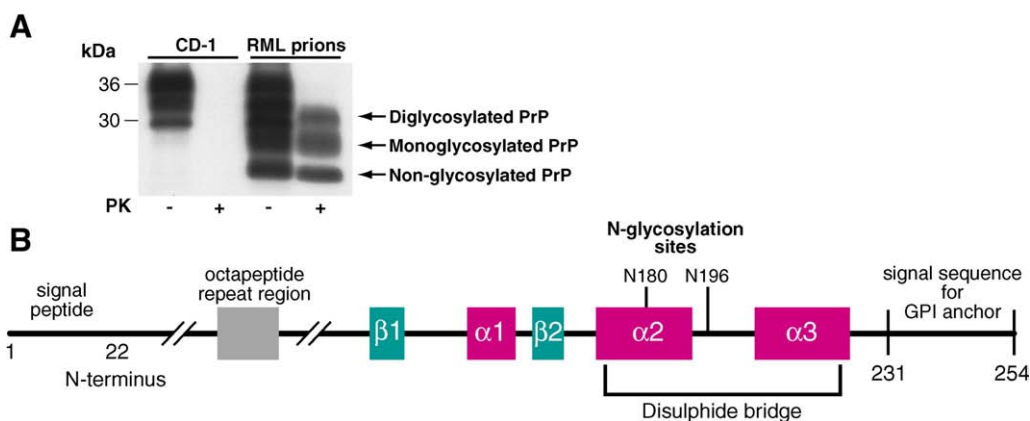 A
kDa
CD-1 RML prions
36
30
Diglycosylated PrP
Monoglycosylated PrP
Non-glycosylated PrP
PK - + - +
B
N-glycosylation
sites
N180 N196
signal
peptide
octapeptide
repeat region
signal sequence
for
GPI anchor
β1 α1 β2 α2 α3
1 22 231 254
N-terminus
Disulphide bridge